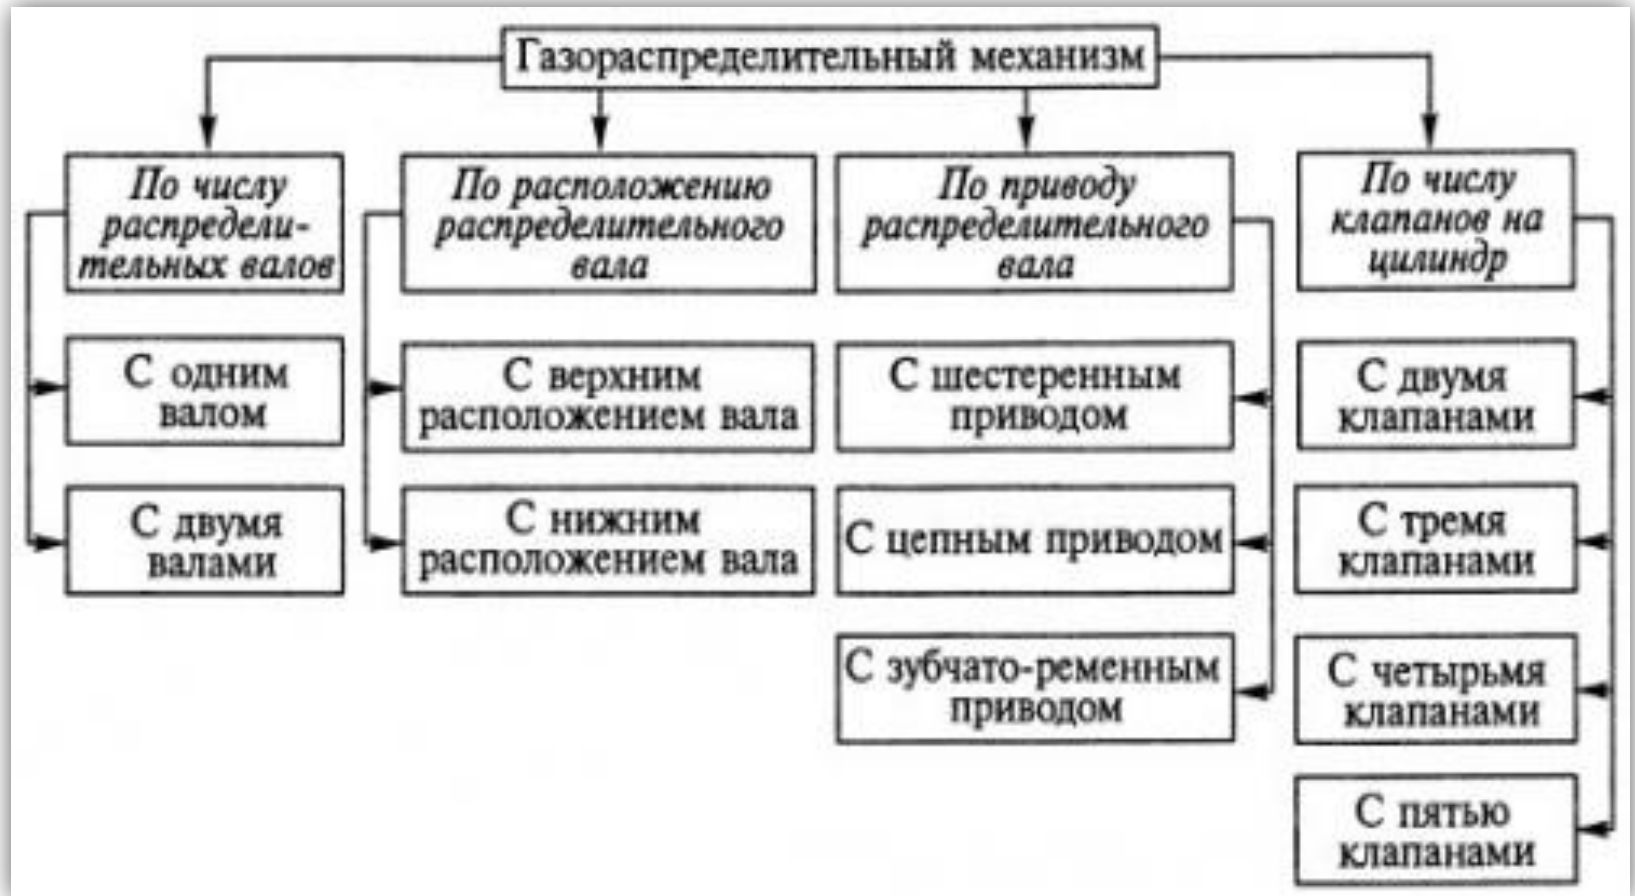 Газораспределительный механизм
По числу
распредели-
тельных валов
С одним
валом
С двумя
валами
По расположению
распределительного
вала
С верхним
расположением вала
С нижним
расположением вала
По приводу
распределительного
вала
С шестеренным
приводом
С цепным приводом
С зубчато-ременным
приводом
По числу
клапанов на
цилиндр
С двумя
клапанами
С тремя
клапанами
С четырьмя
клапанами
С пятью
клапанами